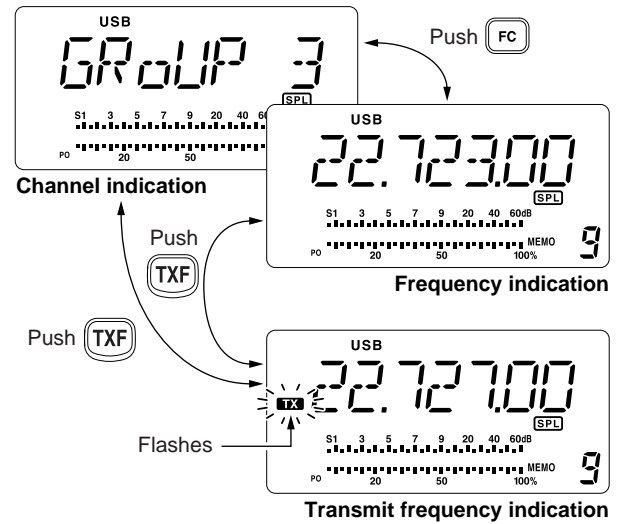 USB
GRoUP 3
SPL
S1 3 5 7 9 20 40 60
PO 20 50
Channel indication
Push FC
USB
22.723.00
SPL
S1 3 5 7 9 20 40 60dB
PO 20 50 100% MEMO 9
Frequency indication
Push
TXF
Push TXF
USB
TX 22.727.00
SPL
Flashes
S1 3 5 7 9 20 40 60dB
PO 20 50 100% MEMO 9
Transmit frequency indication